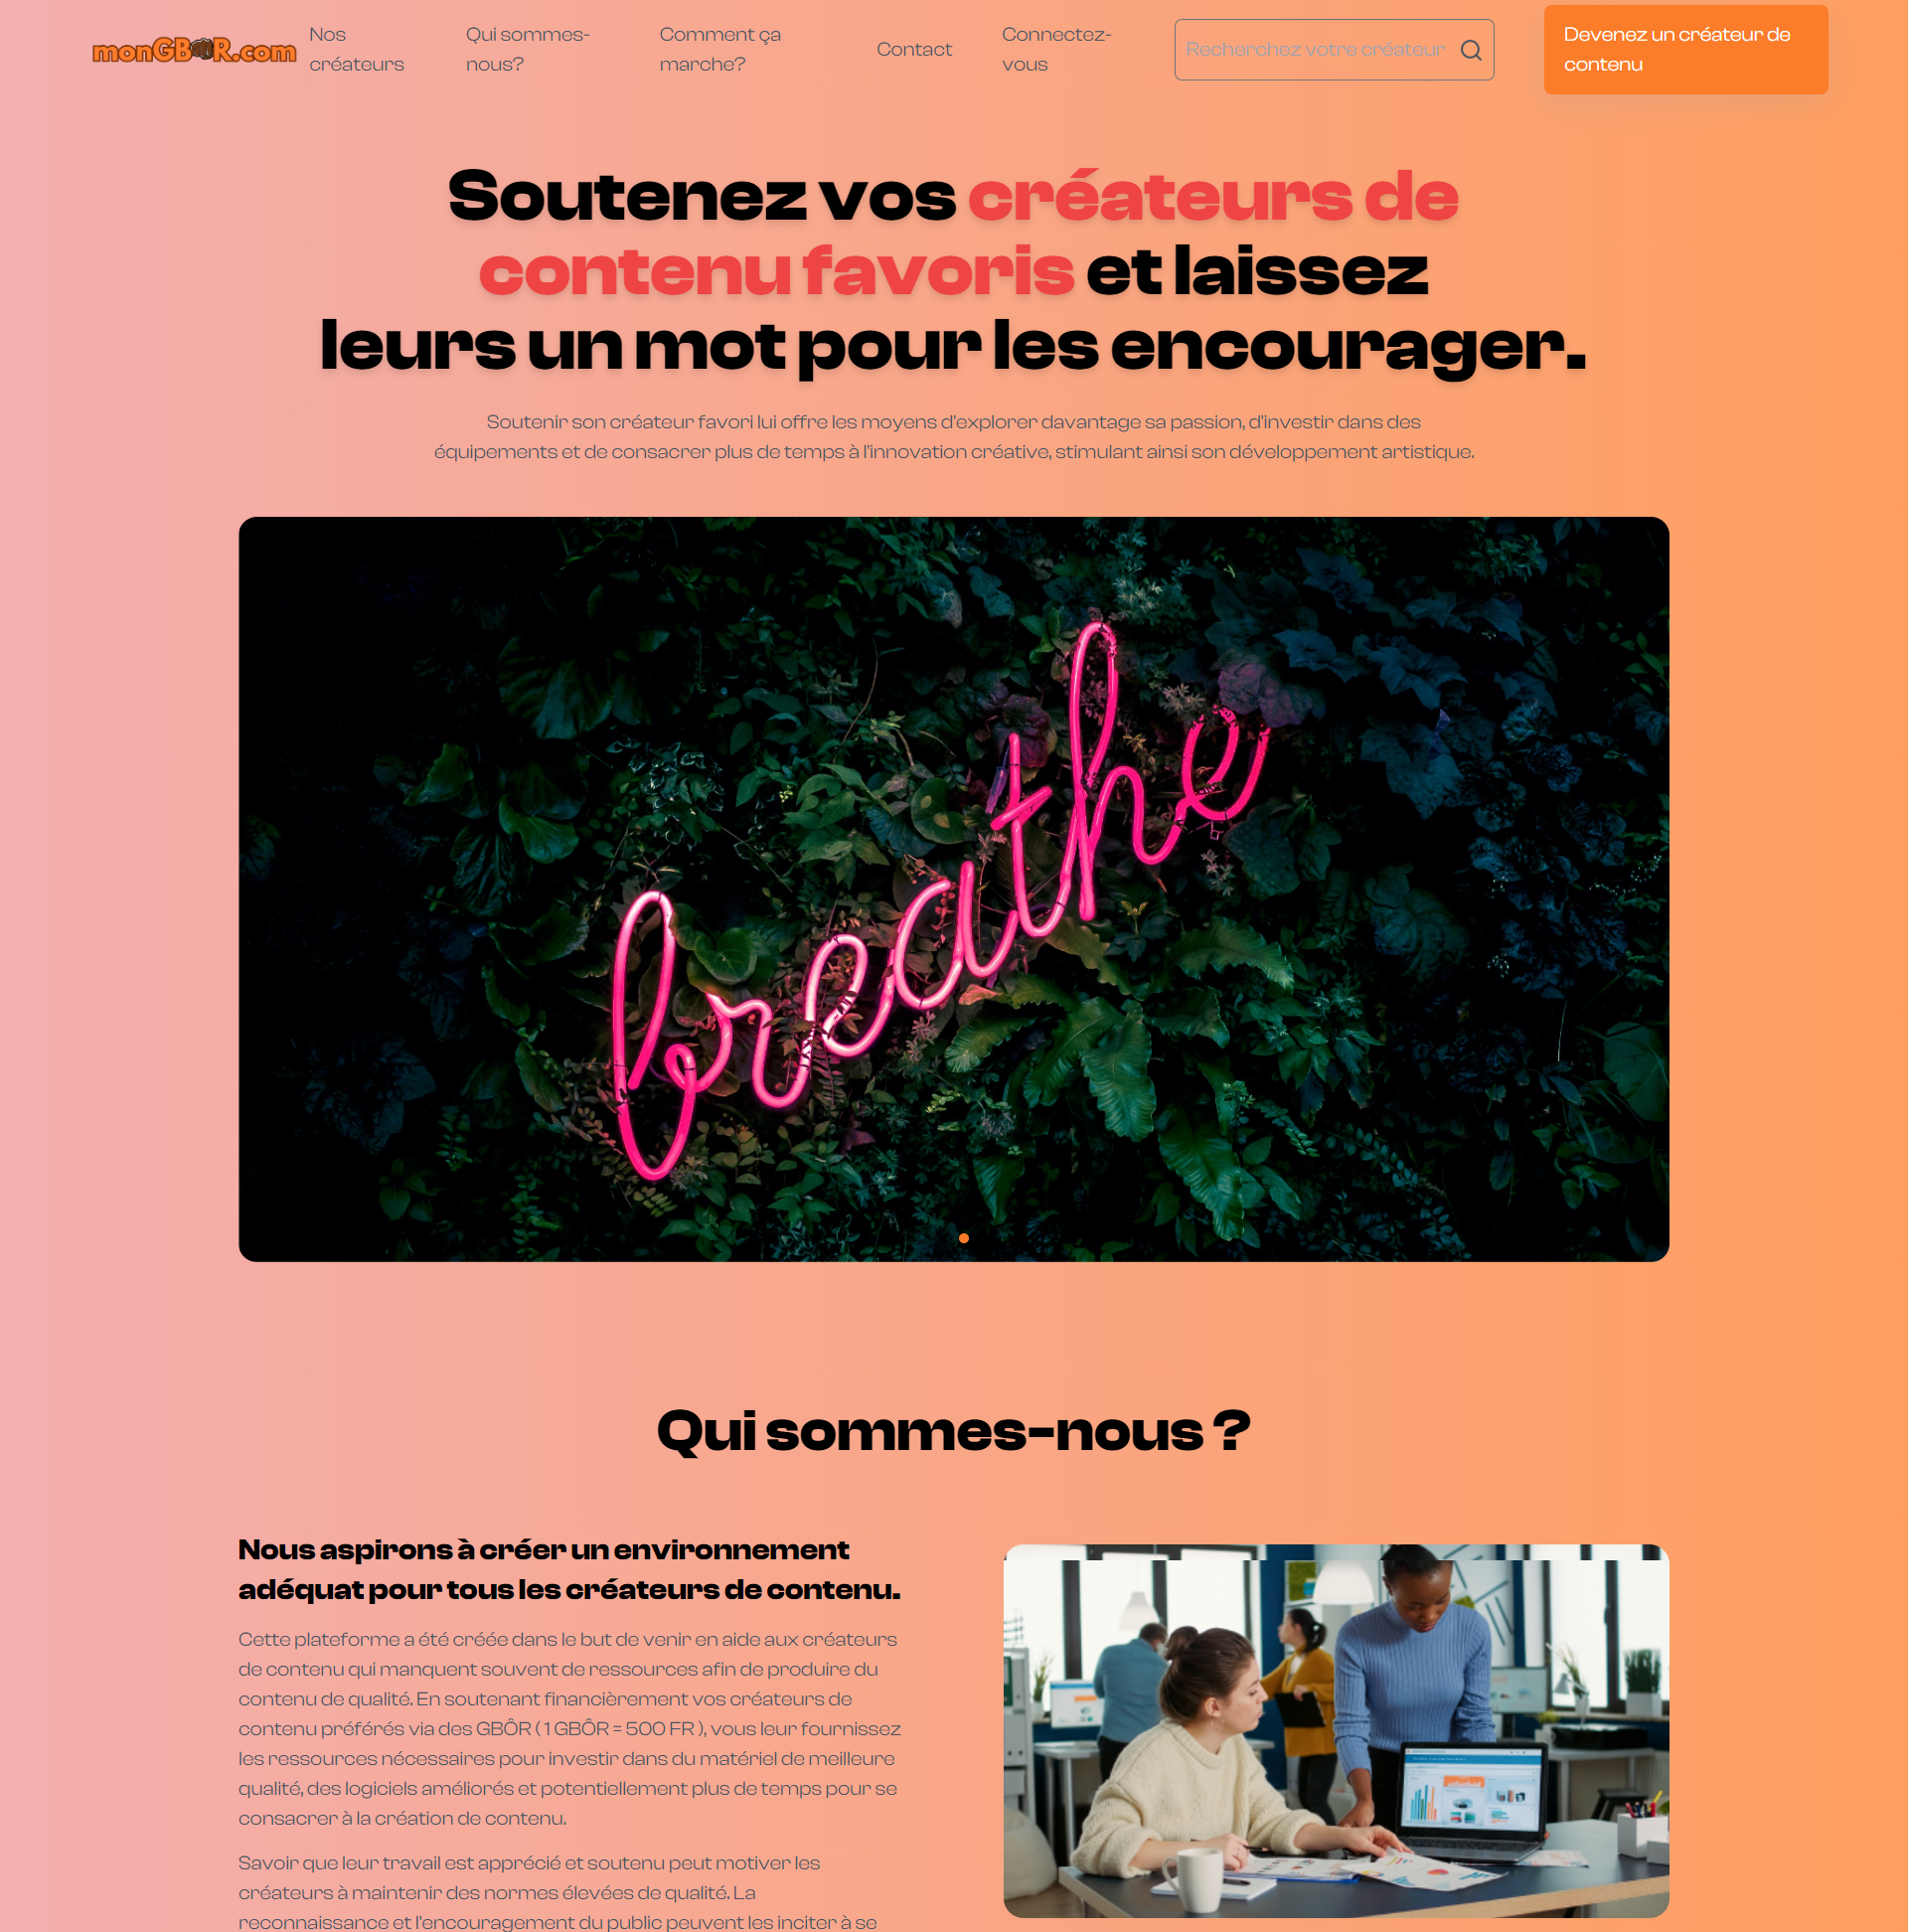 monGBÔR.com
Nos
créateurs
Qui sommes-
nous?
Comment ça
marche?
Contact
Connectez-
vous
Recherchez votre créateur
Devenez un créateur de
contenu
Soutenez vos créateurs de
contenu favoris et laissez
leurs un mot pour les encourager.
Soutenir son créateur favori lui offre les moyens d'explorer davantage sa passion, d'investir dans des
équipements et de consacrer plus de temps à l'innovation créative, stimulant ainsi son développement artistique.
breathe
Qui sommes-nous ?
Nous aspirons à créer un environnement
adéquat pour tous les créateurs de contenu.
Cette plateforme a été créée dans le but de venir en aide aux créateurs
de contenu qui manquent souvent de ressources afin de produire du
contenu de qualité. En soutenant financièrement vos créateurs de
contenu préférés via des GBÔR ( 1 GBÔR = 500 FR ), vous leur fournissez
les ressources nécessaires pour investir dans du matériel de meilleure
qualité, des logiciels améliorés et potentiellement plus de temps pour se
consacrer à la création de contenu.
Savoir que leur travail est apprécié et soutenu peut motiver les
créateurs à maintenir des normes élevées de qualité. La
reconnaissance et l'encouragement du public peuvent les inciter à se